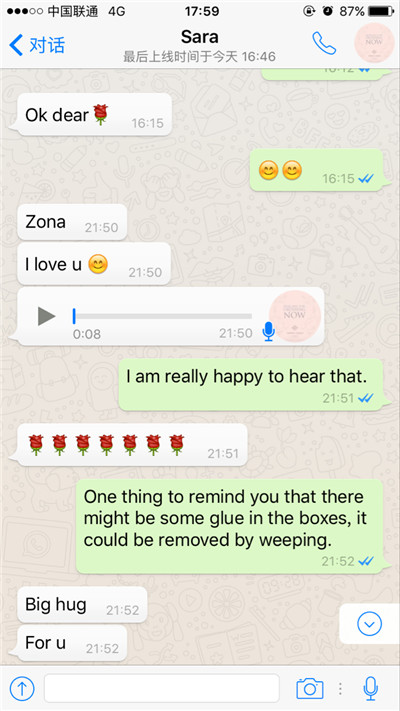 中国联通 4G 17:59 87%
对话
Sara
最后上线时间于今天 16:46
NOW
Ok dear🌹 16:15
😊😊 16:15
Zona 21:50
I love u 😊 21:50
NOW
0:08 21:50
I am really happy to hear that.
21:51
🌹🌹🌹🌹🌹🌹🌹 21:51
One thing to remind you that there
might be some glue in the boxes, it
could be removed by weeping.
21:52
Big hug 21:52
For u 21:52